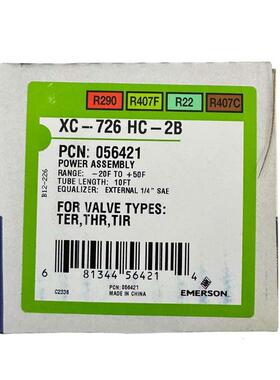 R290 R407F R22 R407C
XC-726 HC-2B
PCN: 056421
POWER ASSEMBLY
RANGE: -20F TO +50F
TUBE LENGTH: 10FT
EQUALIZER: EXTERNAL 1/4" SAE
B12-226
FOR VALVE TYPES:
TER,THR,TIR
6 81344 56421 4
C2336
PCN: 056421
MADE IN CHINA
EMERSON